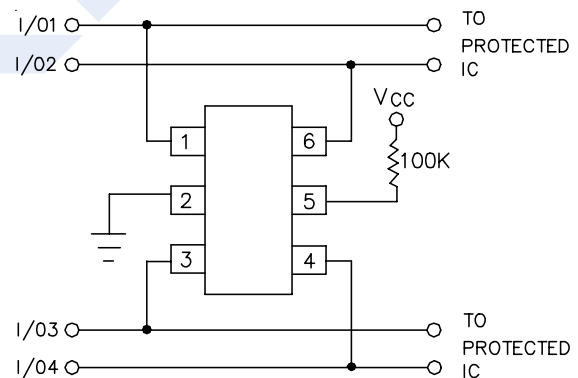 I/01
TO
PROTECTED
I/02
IC
VCC
1
6
100K
2
5
3
4
TO
I/03
PROTECTED
I/04
IC